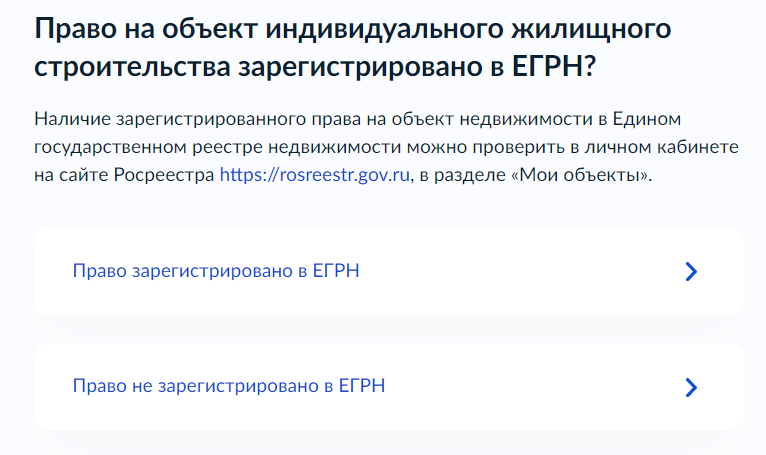 Право на объект индивидуального жилищного
строительства зарегистрировано в ЕГРН?
Наличие зарегистрированного права на объект недвижимости в Едином
государственном реестре недвижимости можно проверить в личном кабинете
на сайте Росреестра https://rosreestr.gov.ru, в разделе «Мои объекты».
Право зарегистрировано в ЕГРН
Право не зарегистрировано в ЕГРН